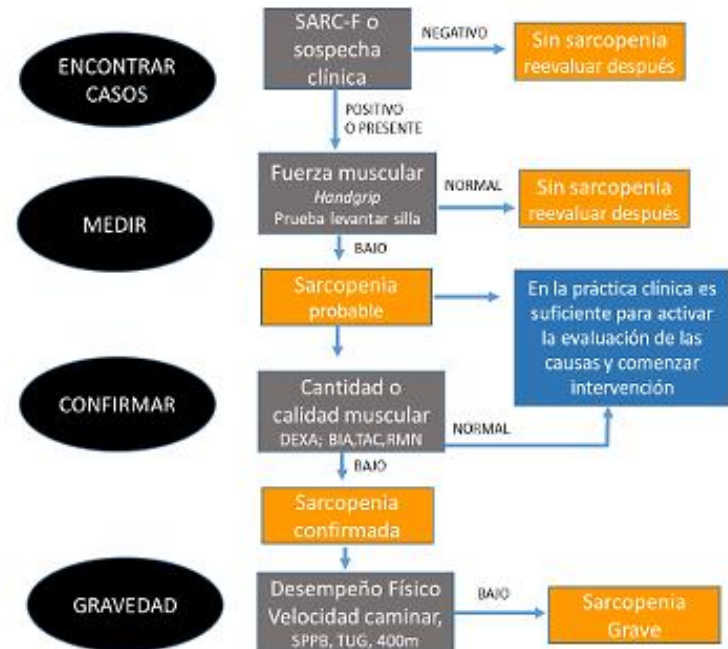 SARC-F o
sospecha
clínica
NEGATIVO
Sin sarcopenia
reevaluar después
ENCONTRAR
CASOS
POSITIVO
O PRESENTE
Fuerza muscular
Handgrip
Prueba levantar silla
NORMAL
Sin sarcopenia
reevaluar después
MEDIR
BAJO
Sarcopenia
probable
En la práctica clínica es
suficiente para activar
la evaluación de las
causas y comenzar
intervención
CONFIRMAR
Cantidad o
calidad muscular
DEXA; BIA,TAC,RMN
NORMAL
BAJO
Sarcopenia
confirmada
GRAVEDAD
Desempeño Físico
Velocidad caminar,
SPPB, TUG, 400m
BAJO
Sarcopenia
Grave